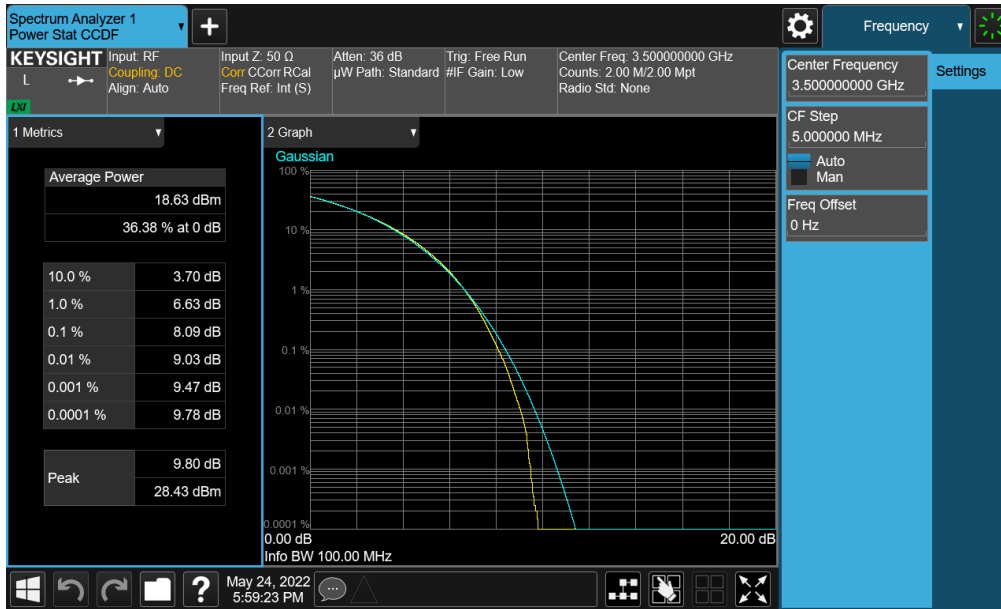 Spectrum Analyzer 1
Power Stat CCDF
Frequency
KEYSIGHT
L
LXI
Input: RF
Coupling: DC
Align: Auto
Input Z: 50 Ω
Corr CCorr RCal
Freq Ref: Int (S)
Atten: 36 dB
µW Path: Standard
Trig: Free Run
#IF Gain: Low
Center Freq: 3.500000000 GHz
Counts: 2.00 M/2.00 Mpt
Radio Std: None
Center Frequency
3.500000000 GHz
Settings
CF Step
5.000000 MHz
Auto
Man
Freq Offset
0 Hz
1 Metrics
Average Power
18.63 dBm
36.38 % at 0 dB
10.0 % 3.70 dB
1.0 % 6.63 dB
0.1 % 8.09 dB
0.01 % 9.03 dB
0.001 % 9.47 dB
0.0001 % 9.78 dB
Peak 9.80 dB
28.43 dBm
2 Graph
Gaussian
100 %
10 %
1 %
0.1 %
0.01 %
0.001 %
0.0001 %
0.00 dB 20.00 dB
Info BW 100.00 MHz
?
May 24, 2022
5:59:23 PM